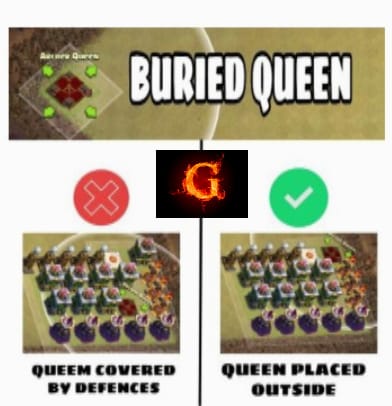 Archer Queen
BURIED QUEEN
G
QUEEM COVERED
BY DEFENCES
QUEEN PLACED
OUTSIDE